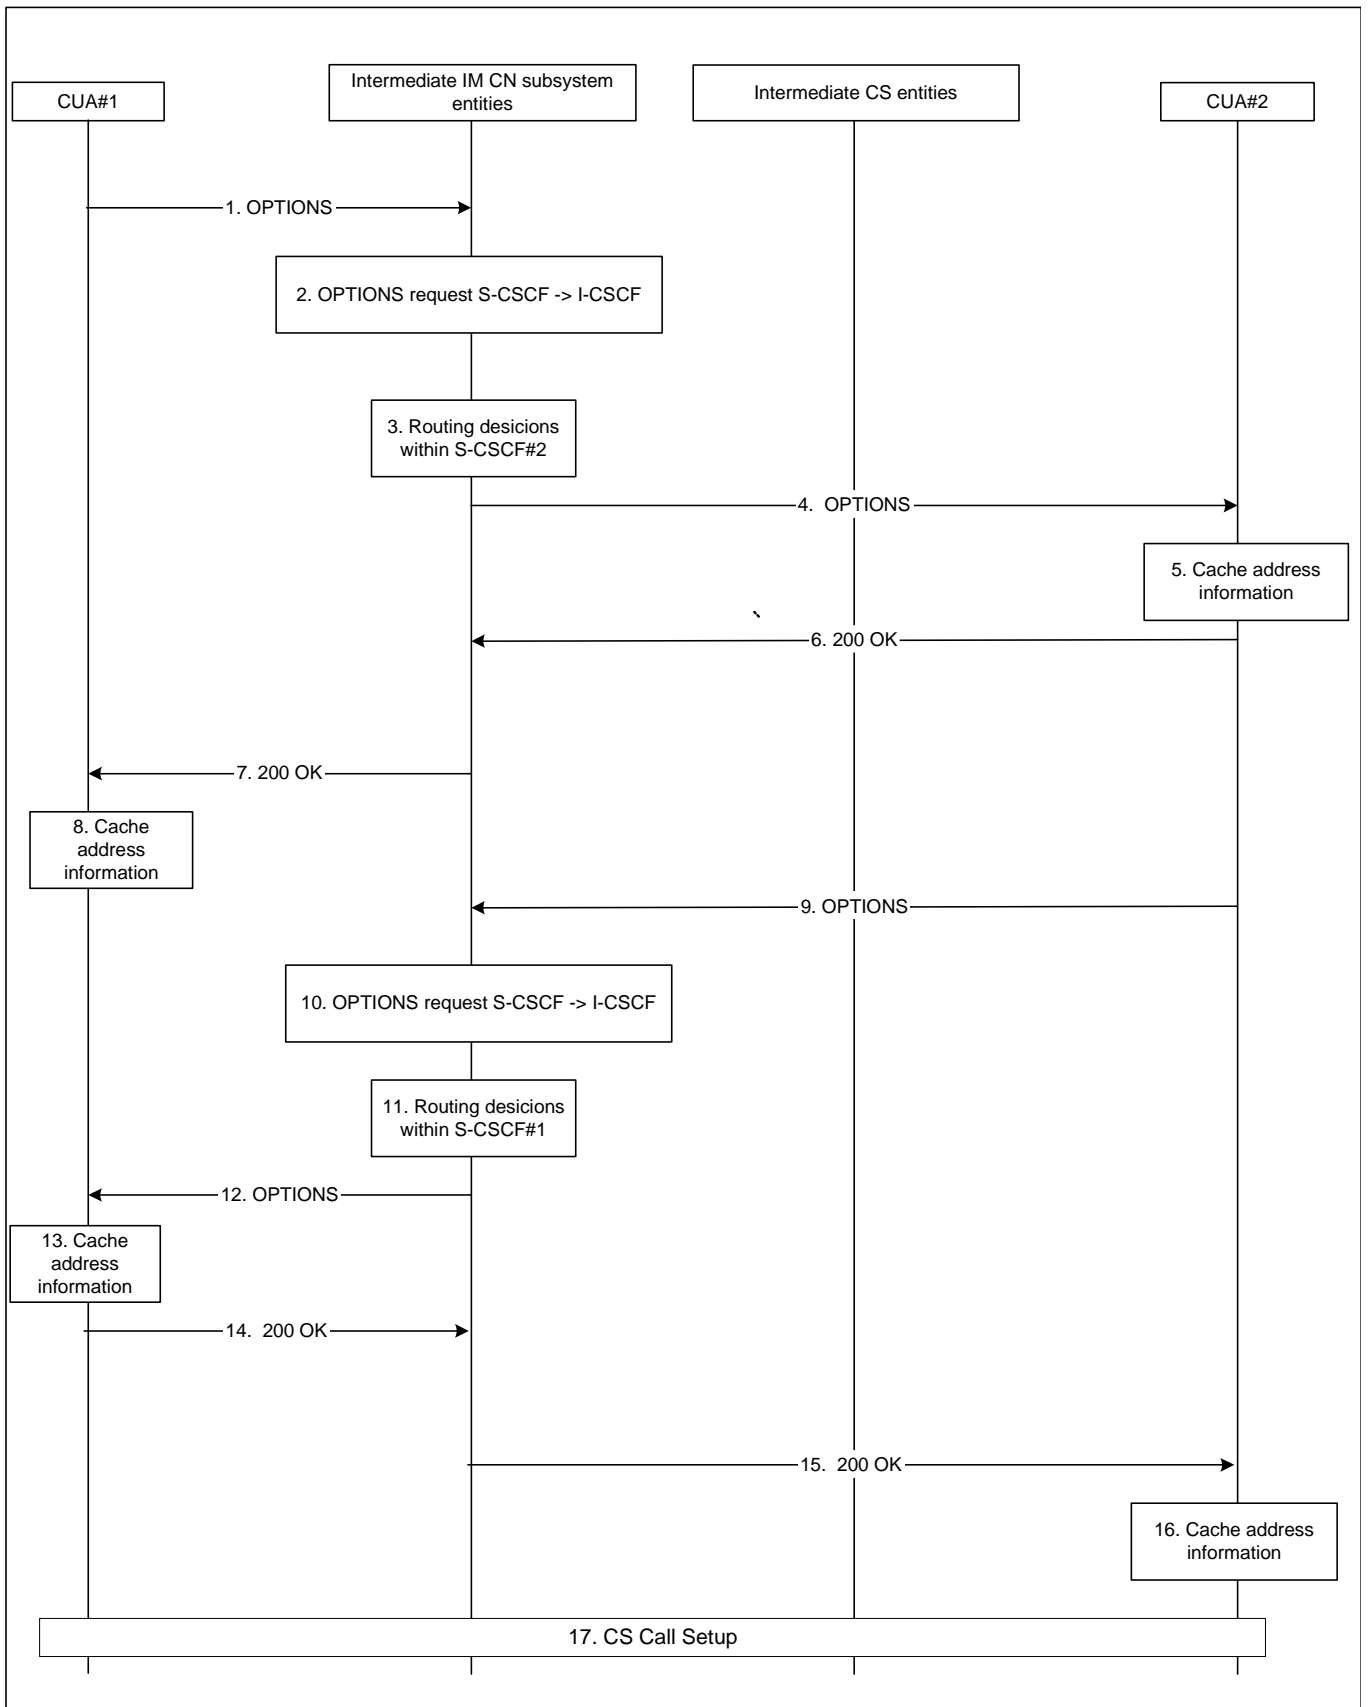 CUA#1
Intermediate IM CN subsystem
entities
Intermediate CS entities
CUA#2
1. OPTIONS
2. OPTIONS request S-CSCF -> I-CSCF
3. Routing desicions
within S-CSCF#2
4. OPTIONS
5. Cache address
information
6. 200 OK
7. 200 OK
8. Cache
address
information
9. OPTIONS
10. OPTIONS request S-CSCF -> I-CSCF
11. Routing desicions
within S-CSCF#1
12. OPTIONS
13. Cache
address
information
14. 200 OK
15. 200 OK
16. Cache address
information
17. CS Call Setup